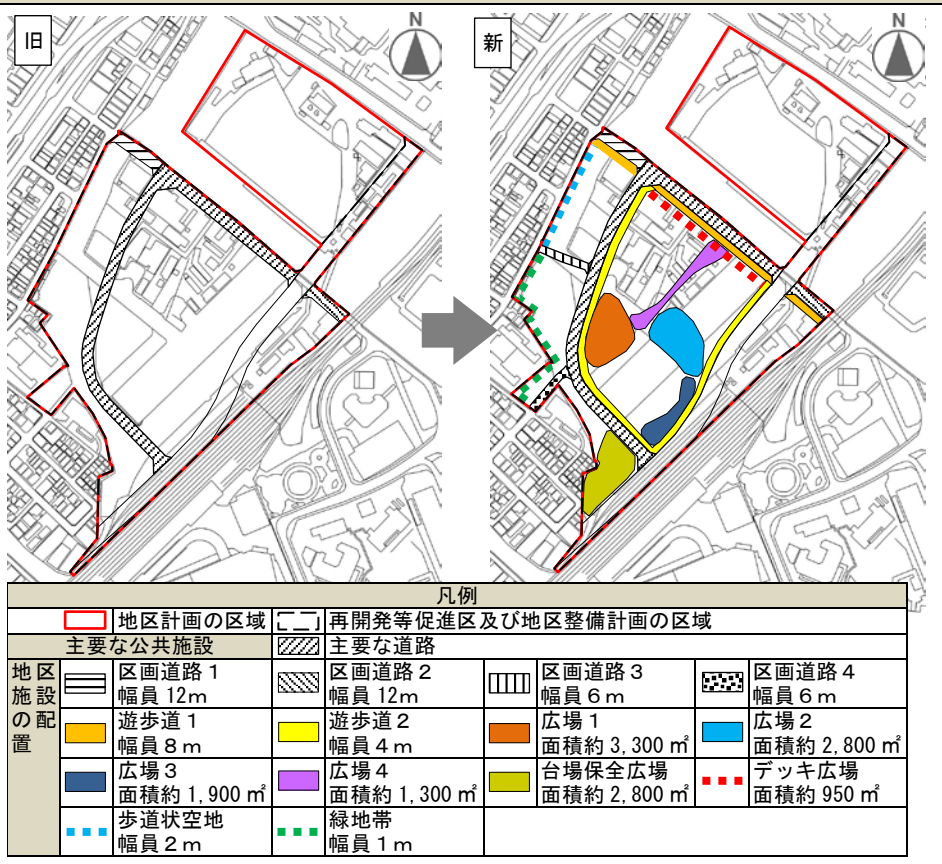 旧
N
新
N
凡例
地区計画の区域
再開発等促進区及び地区整備計画の区域
主要な公共施設
主要な道路
地区施設の配置
区画道路1
幅員12m
区画道路2
幅員12m
区画道路3
幅員6m
区画道路4
幅員6m
遊歩道1
幅員8m
遊歩道2
幅員4m
広場1
面積約3,300㎡
広場2
面積約2,800㎡
広場3
面積約1,900㎡
広場4
面積約1,300㎡
台場保全広場
面積約2,800㎡
デッキ広場
面積約950㎡
歩道状空地
幅員2m
緑地帯
幅員1m